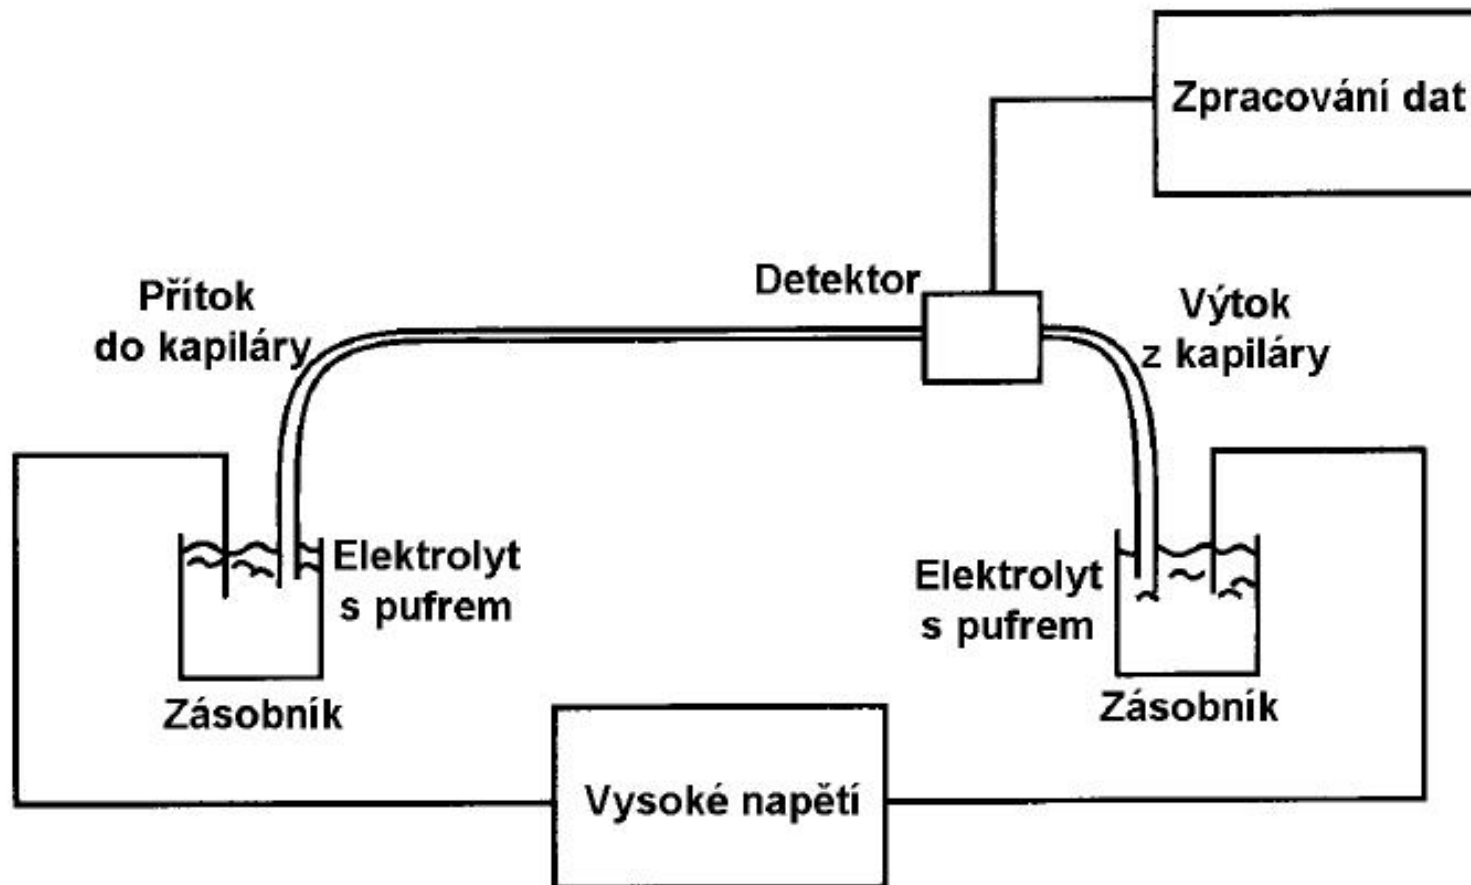 Zpracování dat
Detektor
Přítok
do kapiláry
Výtok
z kapiláry
Elektrolyt
s pufrem
Elektrolyt
s pufrem
Zásobník
Zásobník
Vysoké napětí